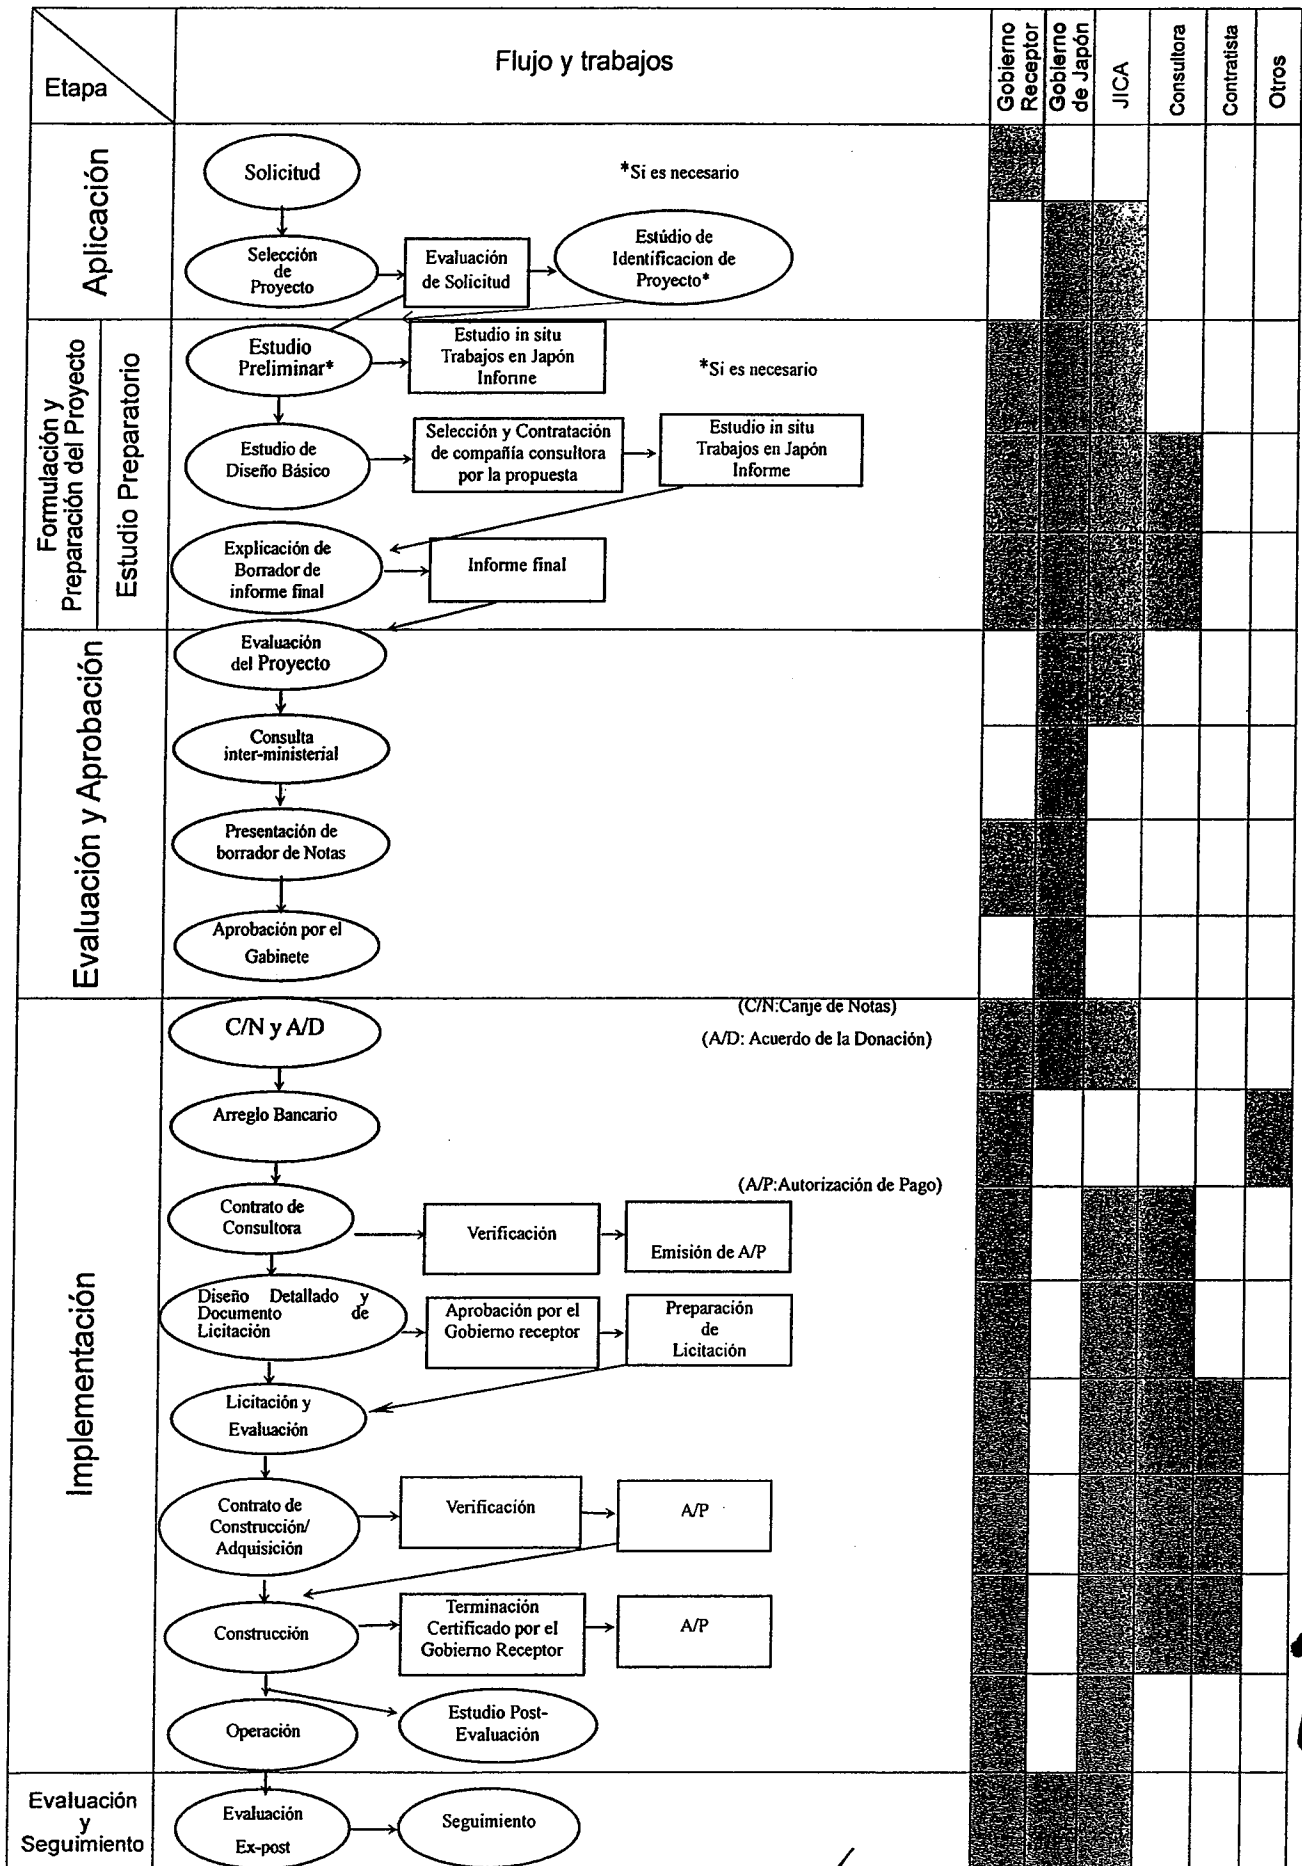 Etapa
Flujo y trabajos
Gobierno
Receptor
Gobierno
de Japón
JICA
Consultora
Contratista
Otros
Aplicación
Solicitud
*Si es necesario
Selección
de
Proyecto
Evaluación
de Solicitud
Estúdio de
Identificacion de
Proyecto*
Formulación y
Preparación del Proyecto
Estudio Preparatorio
Estudio
Preliminar*
Estudio in situ
Trabajos en Japón
Informe
*Si es necesario
Estudio de
Diseño Básico
Selección y Contratación
de compañía consultora
por la propuesta
Estudio in situ
Trabajos en Japón
Informe
Explicación de
Borrador de
informe final
Informe final
Evaluación y Aprobación
Evaluación
del Proyecto
Consulta
inter-ministerial
Presentación de
borrador de Notas
Aprobación por el
Gabinete
Implementación
C/N y A/D
(C/N:Canje de Notas)
(A/D: Acuerdo de la Donación)
Arreglo Bancario
(A/P:Autorización de Pago)
Contrato de
Consultora
Verificación
Emisión de A/P
Diseño Detallado y
Documento de
Licitación
Aprobación por el
Gobierno receptor
Preparación
de
Licitación
Licitación y
Evaluación
Contrato de
Construcción/
Adquisición
Verificación
A/P
Construcción
Terminación
Certificado por el
Gobierno Receptor
A/P
Operación
Estudio Post-
Evaluación
Evaluación
y
Seguimiento
Evaluación
Ex-post
Seguimiento